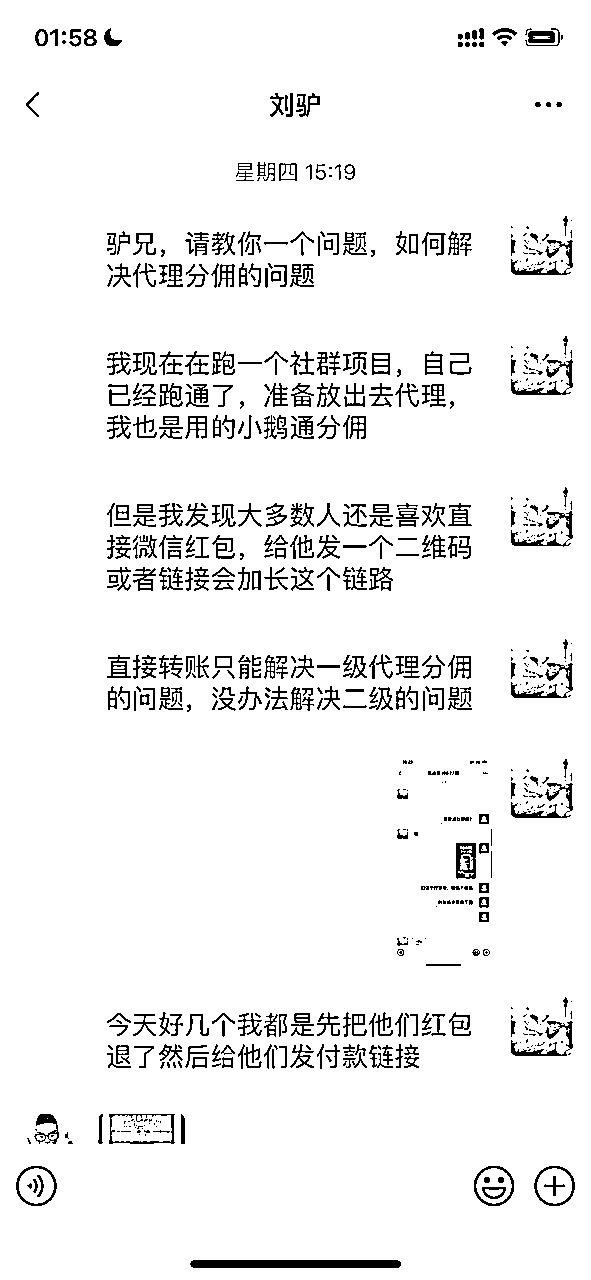 01:58
刘驴
星期四 15:19
驴兄，请教你一个问题，如何解
决代理分佣的问题
我现在在跑一个社群项目，自己
已经跑通了，准备放出去代理，
我也是用的小鹅通分佣
但是我发现大多数人还是喜欢直
接微信红包，给他发一个二维码
或者链接会加长这个链路
直接转账只能解决一级代理分佣
的问题，没办法解决二级的问题
今天好几个我都是先把他们红包
退了然后给他们发付款链接